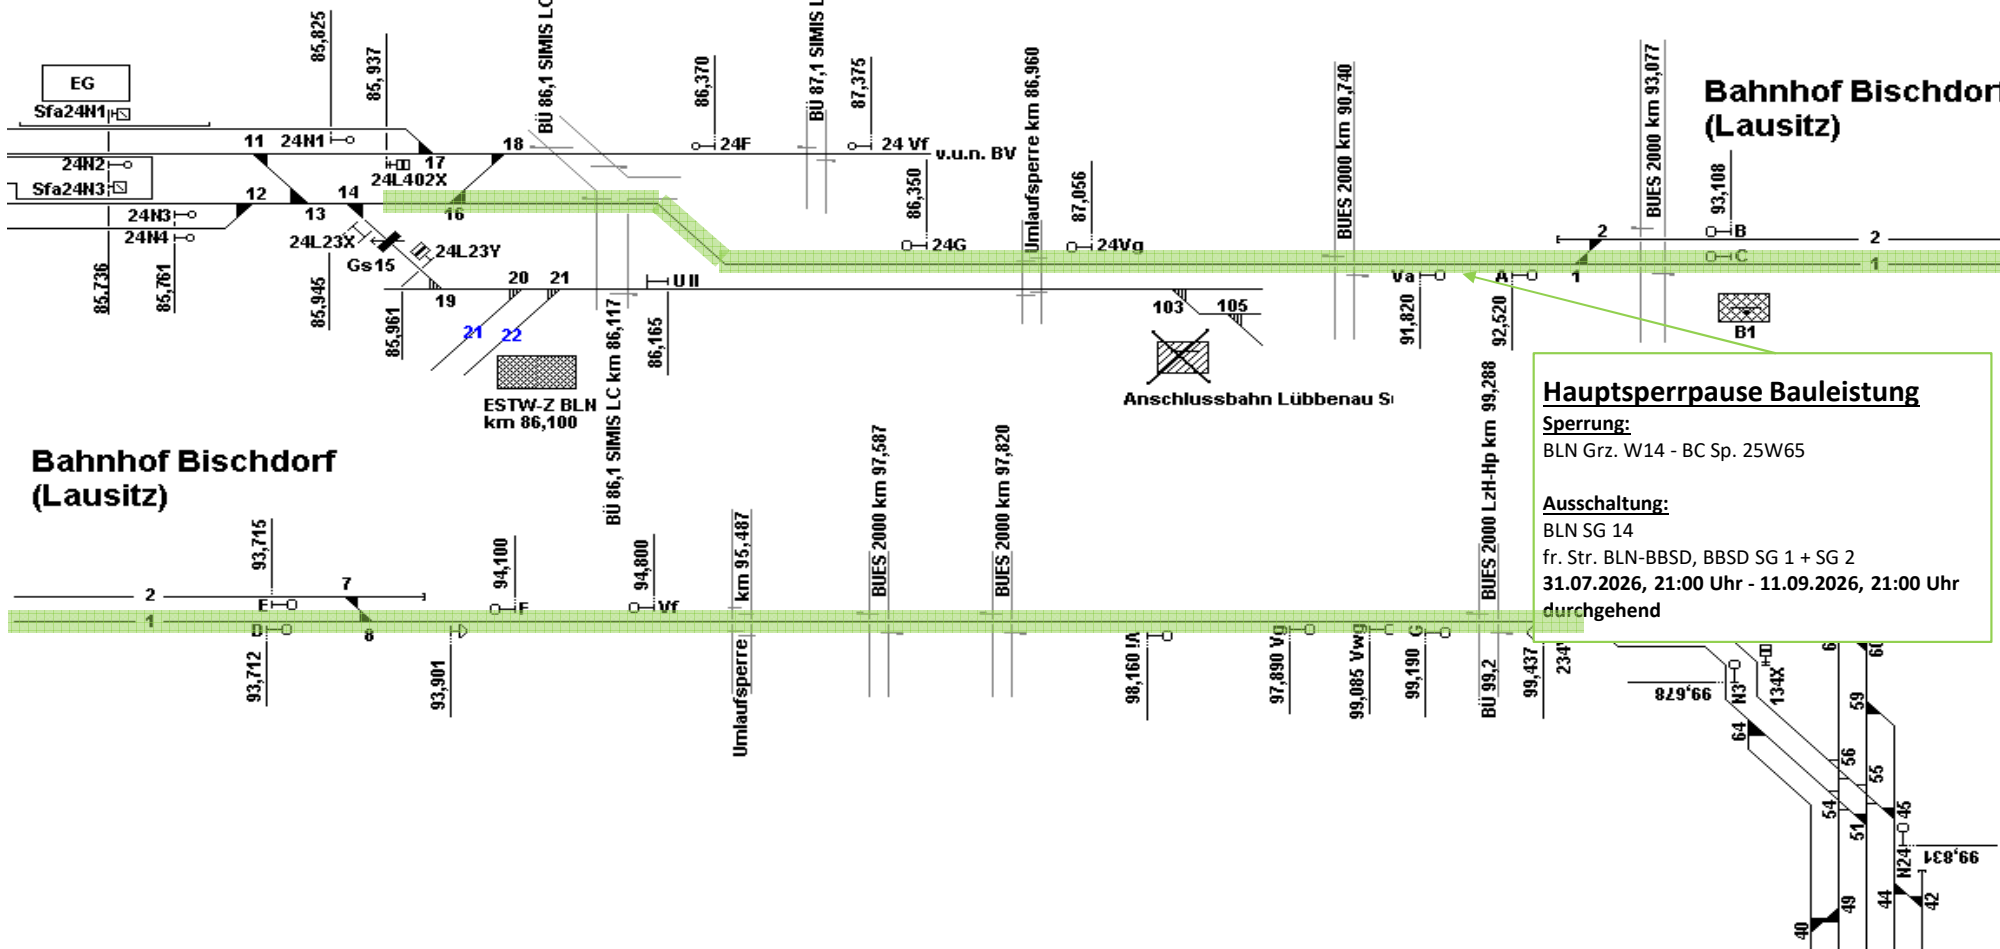 EG
Sfa24N1
24N2
Sfa24N3
24N3
24N4
85,736
85,761
11
12
13
14
24N1
85,825
85,937
17
24L402X
16
18
24L23X
24L23Y
Gs15
85,945
85,961
19
20
21
21
22
U II
86,165
ESTW-Z BLN
km 86,100
BÜ 86,1 SIMIS LC
BÜ 86,1 SIMIS LC km 86,117
86,370
24F
BÜ 87,1 SIMIS L
87,375
24 Vf
v.u.n. BV
86,350
24G
Umlaufsperre km 86,960
87,056
24Vg
103
105
Anschlussbahn Lübbenau S
BUES 2000 km 90,740
Va
91,820
A
92,520
2
1
BUES 2000 km 93,077
93,108
B
C
2
1
B1
Bahnhof Bischdorf
(Lausitz)
Hauptsperrpause Bauleistung
Sperrung:
BLN Grz. W14 - BC Sp. 25W65
Ausschaltung:
BLN SG 14
fr. Str. BLN-BBSD, BBSD SG 1 + SG 2
31.07.2026, 21:00 Uhr - 11.09.2026, 21:00 Uhr
durchgehend
Bahnhof Bischdorf
(Lausitz)
2
1
93,715
E
D
93,712
7
8
93,901
94,100
F
94,800
Vf
Umlaufsperre km 95,487
BUES 2000 km 97,587
BUES 2000 km 97,820
98,160
97,890 Vg
99,085 Vwg
99,190 G
BÜ 99,2 BUES 2000 LzH-Hp km 99,288
99,437
234
99,678
N3
134X
6
60
59
64
56
55
54
51
45
N24
99,831
49
44
42
40